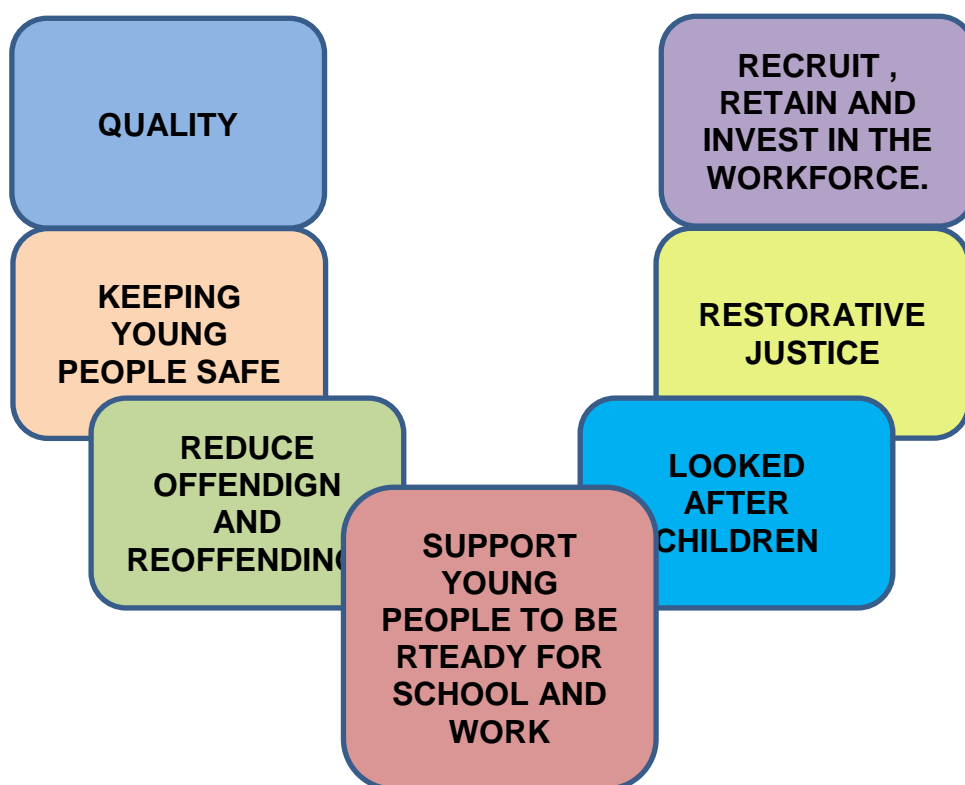 QUALITY
KEEPING
YOUNG
PEOPLE SAFE
REDUCE
OFFENDIGN
AND
REOFFENDING
SUPPORT
YOUNG
PEOPLE TO BE
RTEADY FOR
SCHOOL AND
WORK
LOOKED
AFTER
CHILDREN
RESTORATIVE
JUSTICE
RECRUIT ,
RETAIN AND
INVEST IN THE
WORKFORCE.